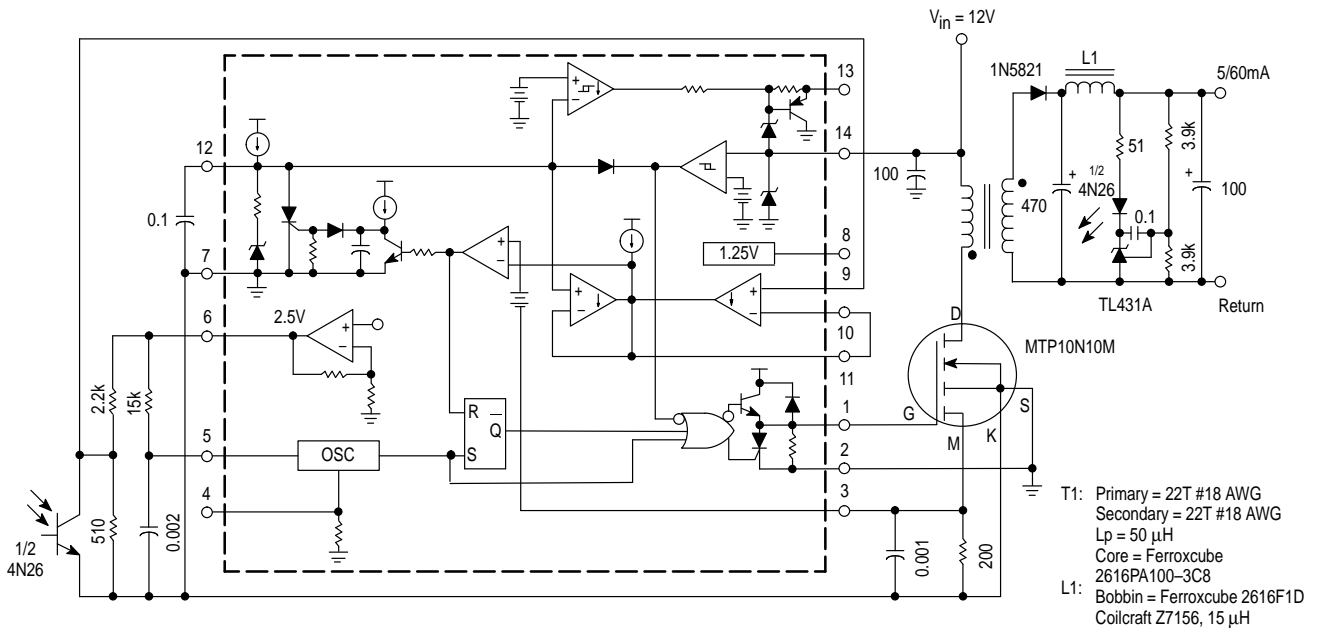 Vin = 12V
L1
1N5821
5/60mA
13
14
12
100
51
3.9k
+
1/2
4N26
470
0.1
+
100
3.9k
0.1
8
1.25V
9
7
TL431A
Return
6
2.5V
D
10
MTP10N10M
11
2.2k
15k
1
G
S
R
Q
M
K
5
OSC
S
2
4
3
510
0.002
1/2
4N26
0.001
200
T1: Primary = 22T #18 AWG
Secondary = 22T #18 AWG
Lp = 50 μH
Core = Ferroxcube
2616PA100–3C8
L1: Bobbin = Ferroxcube 2616F1D
Coilcraft Z7156, 15 μH